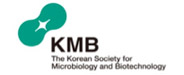 KMB
The Korean Society for
Microbiology and Biotechnology